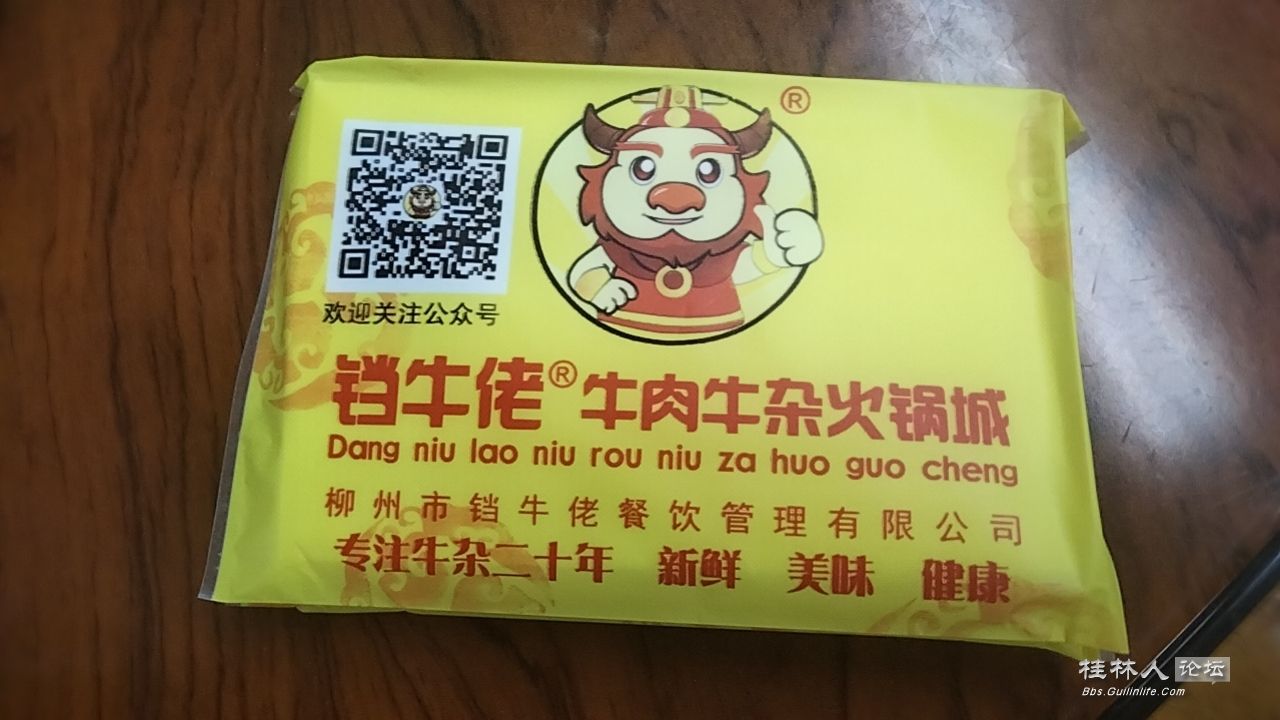 ®
欢迎关注公众号
铛牛佬®牛肉牛杂火锅城
Dang niu lao niu rou niu za huo guo cheng
柳州市铛牛佬餐饮管理有限公司
专注牛杂二十年 新鲜 美味 健康
桂林人论坛
Bbs.Guilinlife.Com